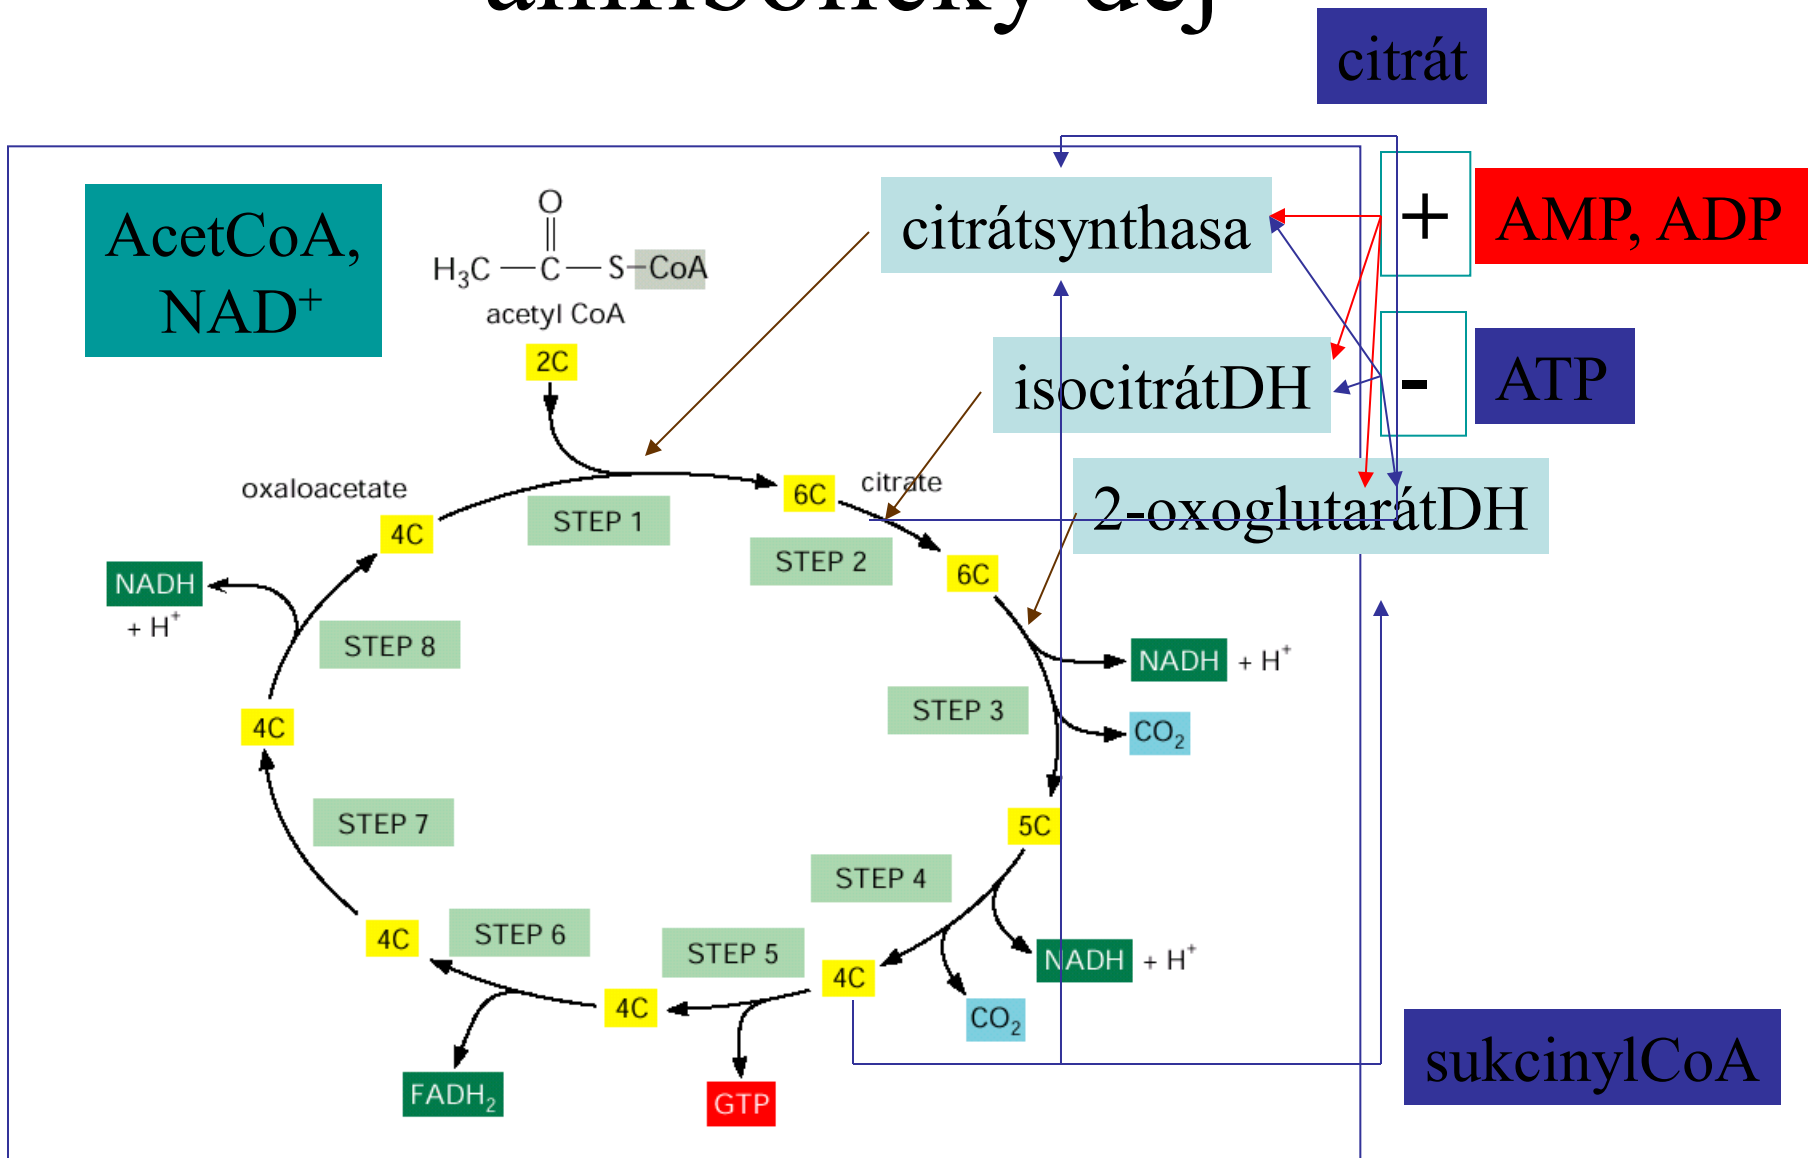 amfibolický děj
citrát
AcetCoA,
NAD⁺
O
H₃C — C — S – CoA
acetyl CoA
citrátsynthasa
+
AMP, ADP
isocitrátDH
-
ATP
2C
oxaloacetate
6C
citrate
2-oxoglutarátDH
4C
STEP 1
STEP 2
6C
NADH
+ H⁺
STEP 8
NADH + H⁺
STEP 3
4C
CO₂
STEP 7
5C
STEP 4
4C
STEP 6
STEP 5
4C
NADH + H⁺
4C
CO₂
FADH₂
GTP
sukcinylCoA